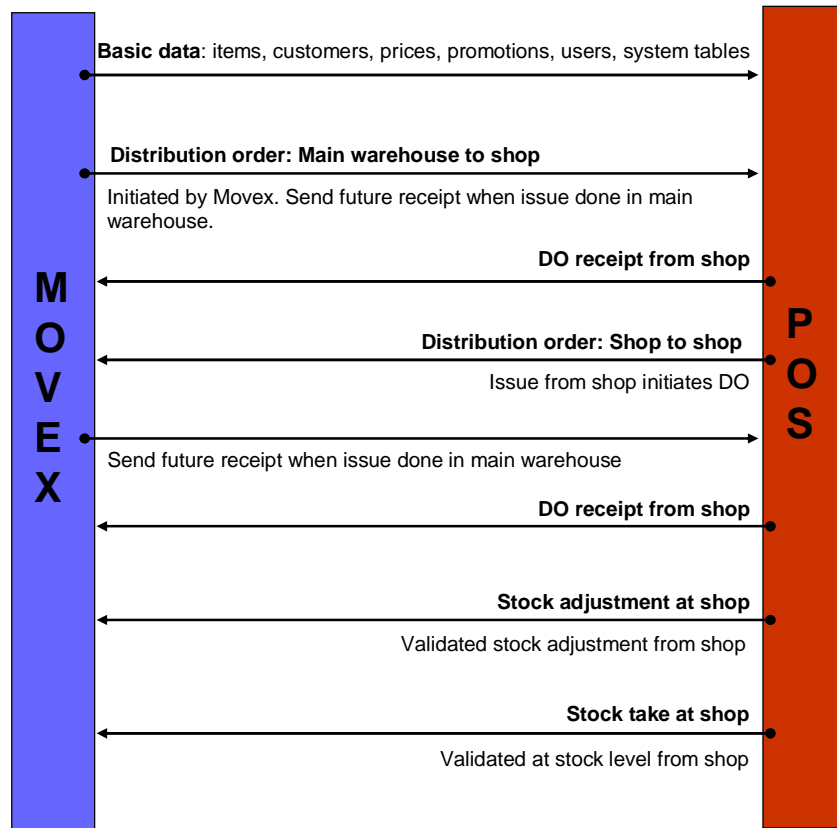 Basic data: items, customers, prices, promotions, users, system tables
Distribution order: Main warehouse to shop
Initiated by Movex. Send future receipt when issue done in main
warehouse.
DO receipt from shop
Distribution order: Shop to shop
Issue from shop initiates DO
Send future receipt when issue done in main warehouse
DO receipt from shop
Stock adjustment at shop
Validated stock adjustment from shop
Stock take at shop
Validated at stock level from shop
M
O
V
E
X
P
O
S